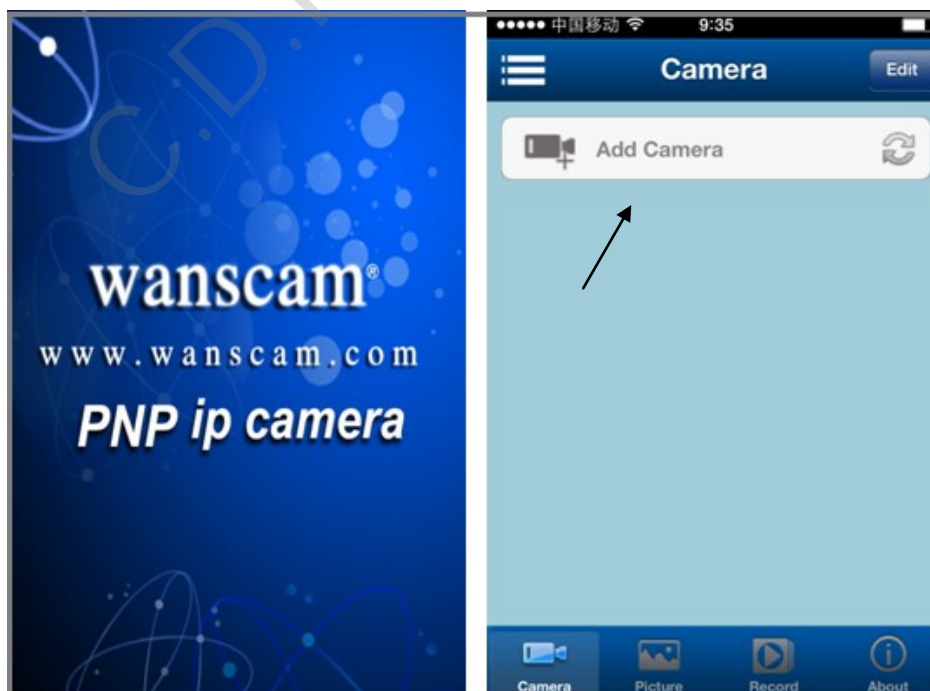 C.D.
wanscam®
www.wanscam.com
PNP ip camera
中国移动 9:35
Camera Edit
Add Camera
Camera Picture Record About